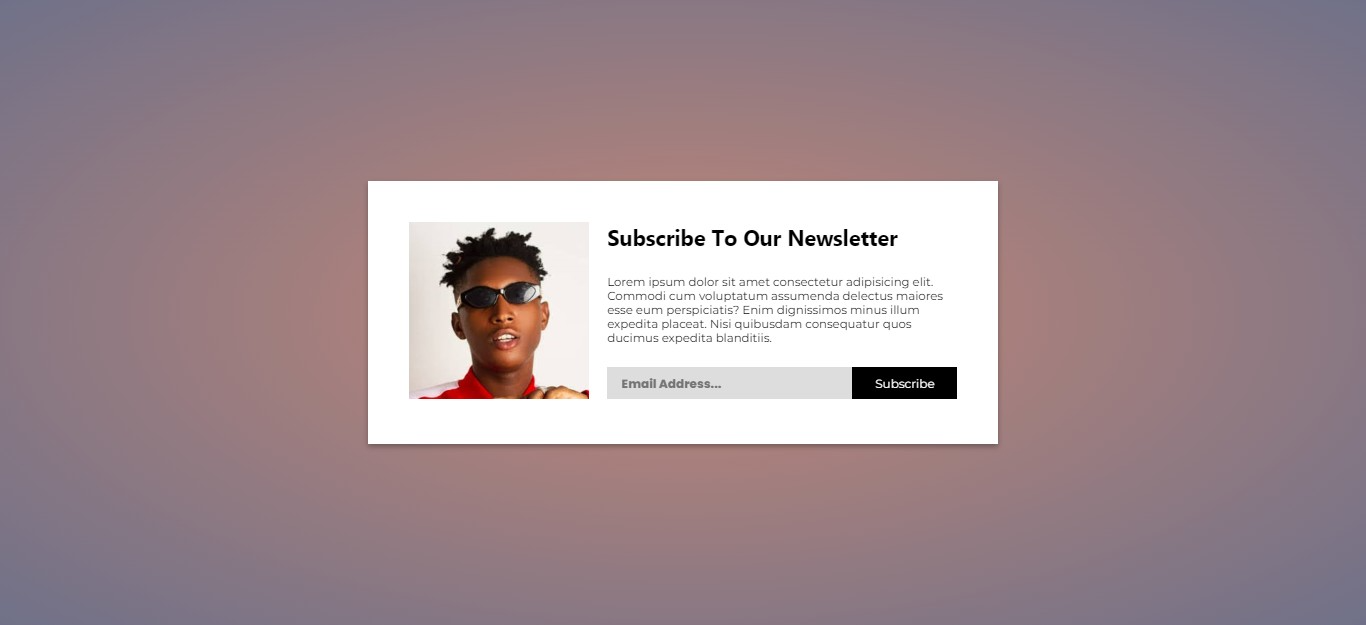 Subscribe To Our Newsletter
Lorem ipsum dolor sit amet consectetur adipisicing elit.
Commodi cum voluptatum assumenda delectus maiores
esse eum perspiciatis? Enim dignissimos minus illum
expedita placeat. Nisi quibusdam consequatur quos
ducimus expedita blanditiis.
Email Address... Subscribe